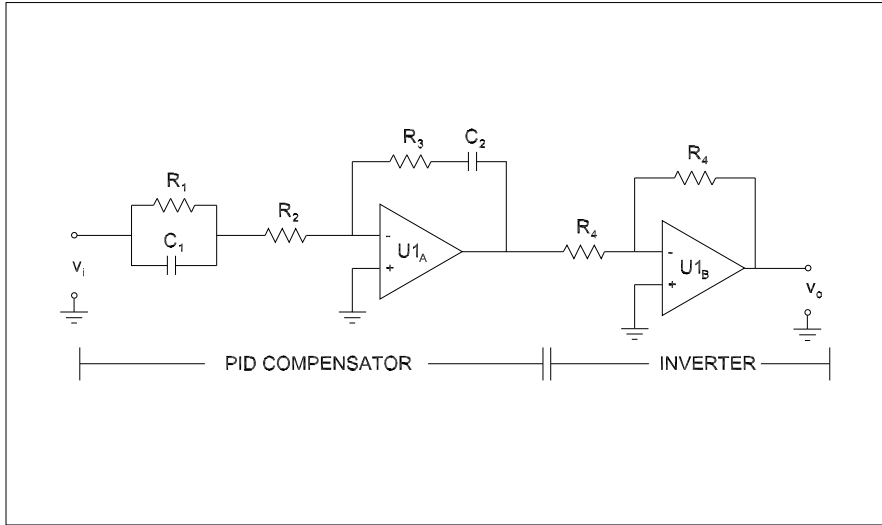 R3
C2
R4
R1
R2
C1
-
+
U1A
R4
-
+
U1B
vi
vo
PID COMPENSATOR
INVERTER